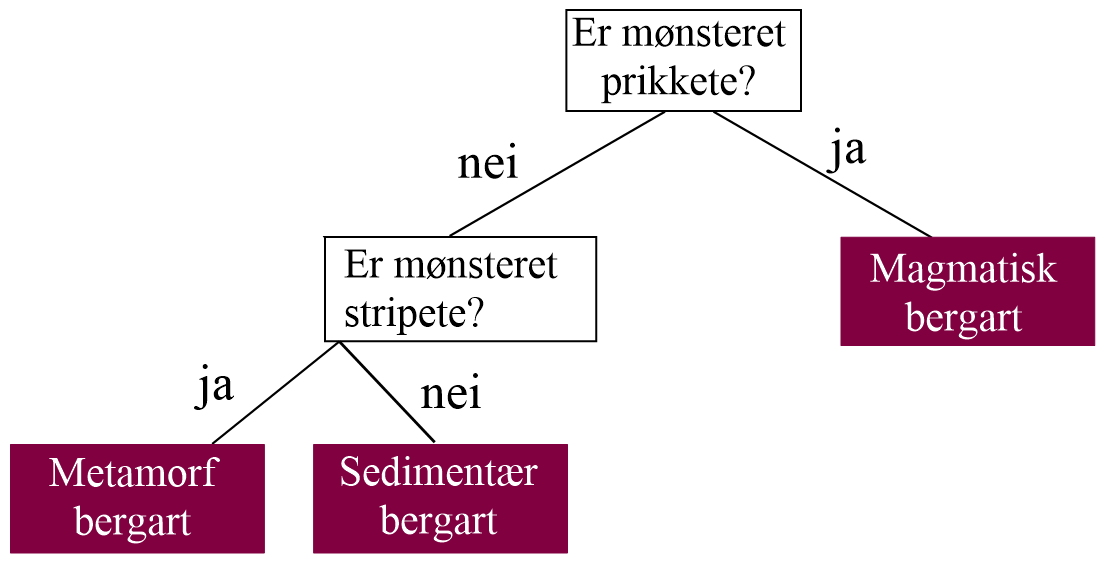 Er mønsteret
prikkete?
nei
ja
Er mønsteret
stripete?
Magmatisk
bergart
ja
nei
Metamorf
bergart
Sedimentær
bergart